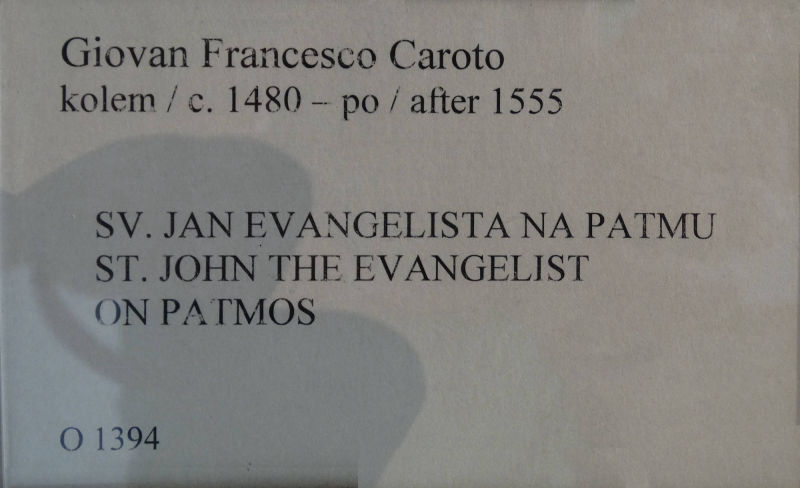 Giovan Francesco Caroto
kolem / c. 1480 – po / after 1555
SV. JAN EVANGELISTA NA PATMU
ST. JOHN THE EVANGELIST
ON PATMOS
O 1394